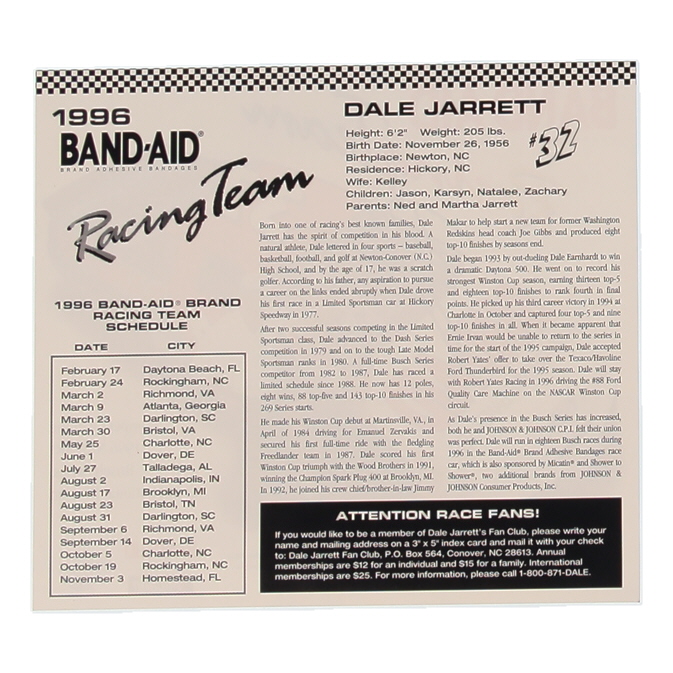 1996
BAND-AID®
BRAND ADHESIVE BANDAGES
Racing Team
1996 BAND-AID® BRAND
RACING TEAM
SCHEDULE
DATE CITY
February 17 Daytona Beach, FL
February 24 Rockingham, NC
March 2 Richmond, VA
March 9 Atlanta, Georgia
March 23 Darlington, SC
March 30 Bristol, VA
May 25 Charlotte, NC
June 1 Dover, DE
July 27 Talladega, AL
August 2 Indianapolis, IN
August 17 Brooklyn, MI
August 23 Bristol, TN
August 31 Darlington, SC
September 6 Richmond, VA
September 14 Dover, DE
October 5 Charlotte, NC
October 19 Rockingham, NC
November 3 Homestead, FL
DALE JARRETT
Height: 6'2" Weight: 205 lbs.
Birth Date: November 26, 1956
Birthplace: Newton, NC
Residence: Hickory, NC
Wife: Kelley
Children: Jason, Karsyn, Natalee, Zachary
Parents: Ned and Martha Jarrett
#32
Born into one of racing's best known families, Dale
Jarrett has the spirit of competition in his blood. A
natural athlete, Dale lettered in four sports – baseball,
basketball, football, and golf at Newton-Conover (N.C.)
High School, and by the age of 17, he was a scratch
golfer. According to his father, any aspiration to pursue
a career on the links ended abruptly when Dale drove
his first race in a Limited Sportsman car at Hickory
Speedway in 1977.
After two successful seasons competing in the Limited
Sportsman class, Dale advanced to the Dash Series
competition in 1979 and on to the tough Late Model
Sportsman ranks in 1980. A full-time Busch Series
competitor from 1982 to 1987, Dale has raced a
limited schedule since 1988. He now has 12 poles,
eight wins, 88 top-five and 143 top-10 finishes in his
269 Series starts.
He made his Winston Cup debut at Martinsville, VA., in
April of 1984 driving for Emanuel Zervakis and
secured his first full-time ride with the fledgling
Freedlander team in 1987. Dale scored his first
Winston Cup triumph with the Wood Brothers in 1991,
winning the Champion Spark Plug 400 at Brooklyn, MI.
In 1992, he joined his crew chief/brother-in-law Jimmy
Makar to help start a new team for former Washington
Redskins head coach Joe Gibbs and produced eight
top-10 finishes by seasons end.
Dale began 1993 by out-dueling Dale Earnhardt to win
a dramatic Daytona 500. He went on to record his
strongest Winston Cup season, earning thirteen top-5
and eighteen top-10 finishes to rank fourth in final
points. He picked up his third career victory in 1994 at
Charlotte in October and captured four top-5 and nine
top-10 finishes in all. When it became apparent that
Ernie Irvan would be unable to return to the series in
time for the start of the 1995 campaign, Dale accepted
Robert Yates' offer to take over the Texaco/Havoline
Ford Thunderbird for the 1995 season. Dale will stay
with Robert Yates Racing in 1996 driving the #88 Ford
Quality Care Machine on the NASCAR Winston Cup
circuit.
As Dale's presence in the Busch Series has increased,
both he and JOHNSON & JOHNSON C.P.I. felt their union
was perfect. Dale will run in eighteen Busch races during
1996 in the Band-Aid® Brand Adhesive Bandages race
car, which is also sponsored by Micatin® and Shower to
Shower®, two additional brands from JOHNSON &
JOHNSON Consumer Products, Inc.
ATTENTION RACE FANS!
If you would like to be a member of Dale Jarrett's Fan Club, please write your
name and mailing address on a 3" x 5" index card and mail it with your check
to: Dale Jarrett Fan Club, P.O. Box 564, Conover, NC 28613. Annual
memberships are $12 for an individual and $15 for a family. International
memberships are $25. For more information, please call 1-800-871-DALE.